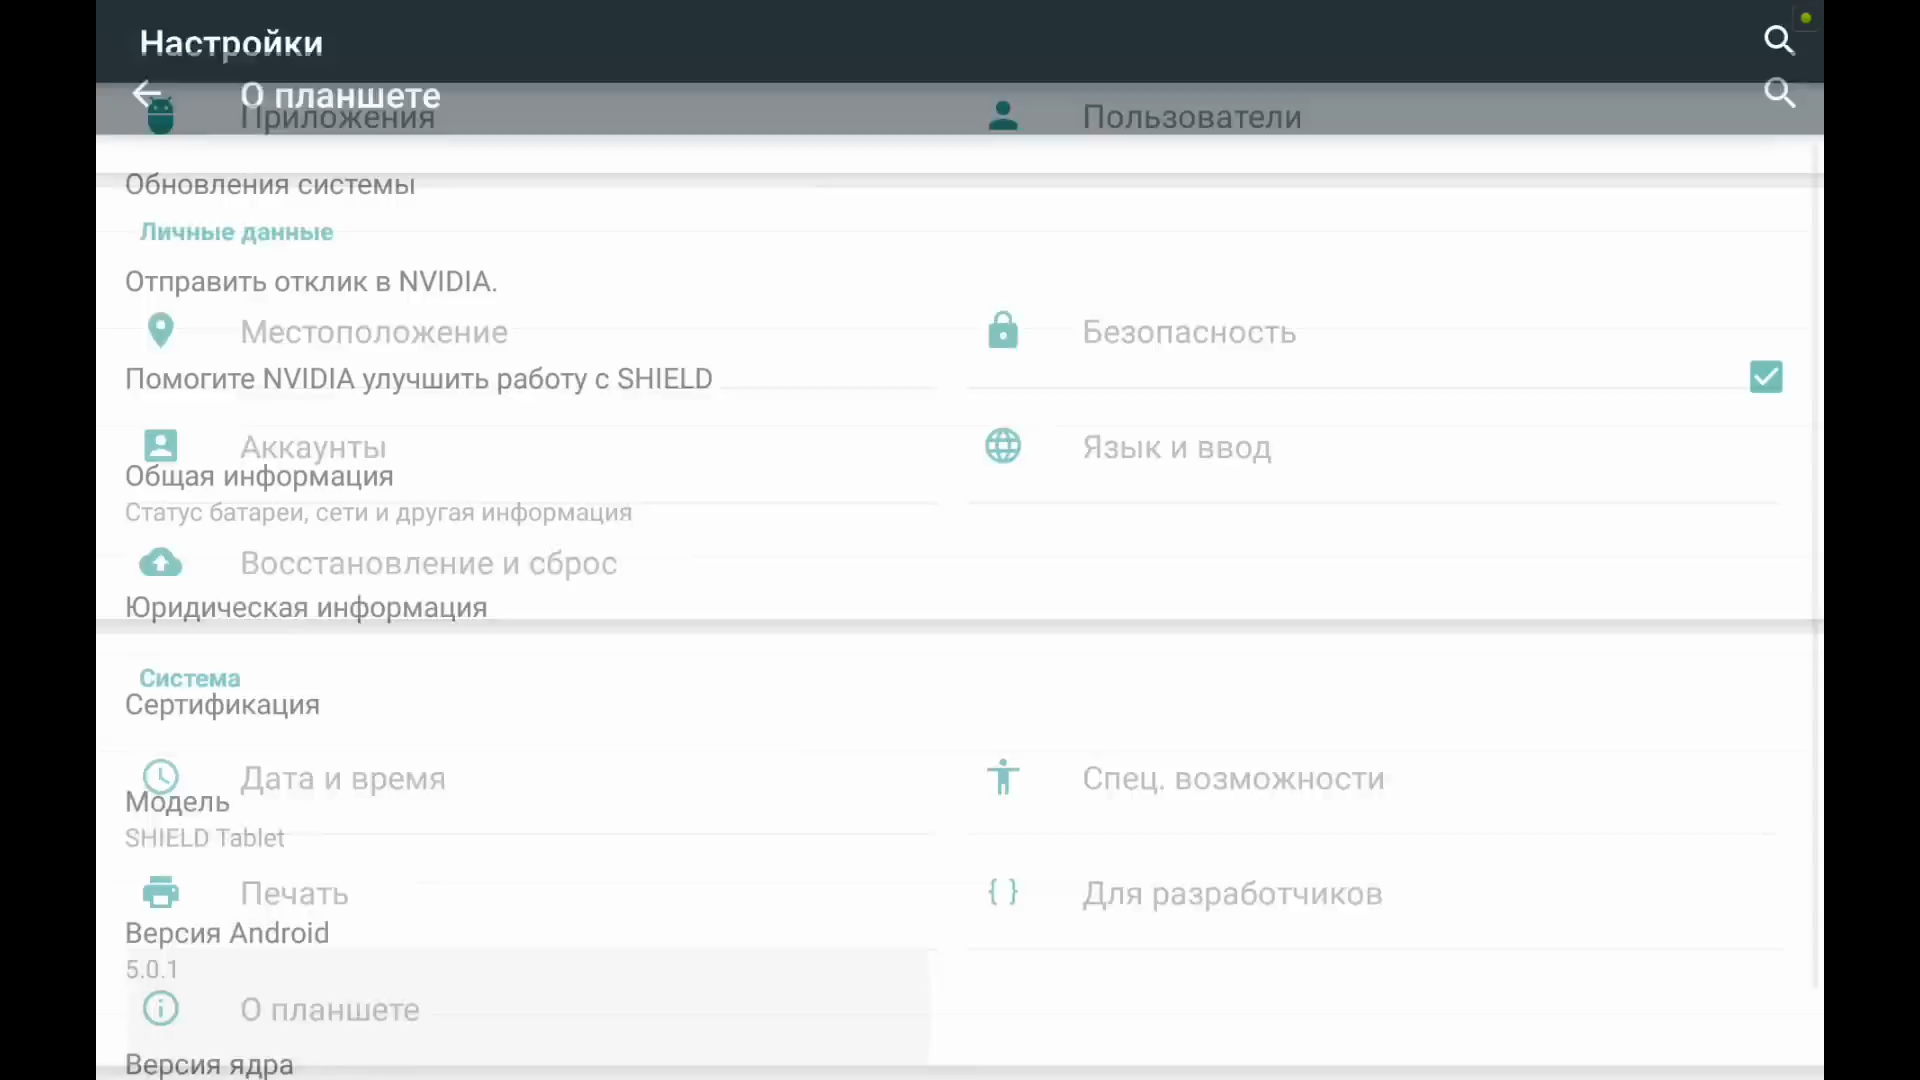 Настройки
О планшете
Приложения
Пользователи
Обновления системы
Личные данные
Отправить отклик в NVIDIA.
Местоположение
Безопасность
Помогите NVIDIA улучшить работу с SHIELD
Аккаунты
Язык и ввод
Общая информация
Статус батареи, сети и другая информация
Восстановление и сброс
Юридическая информация
Система
Сертификация
Дата и время
Спец. возможности
Модель
SHIELD Tablet
Печать
Для разработчиков
Версия Android
5.0.1
О планшете
Версия ядра